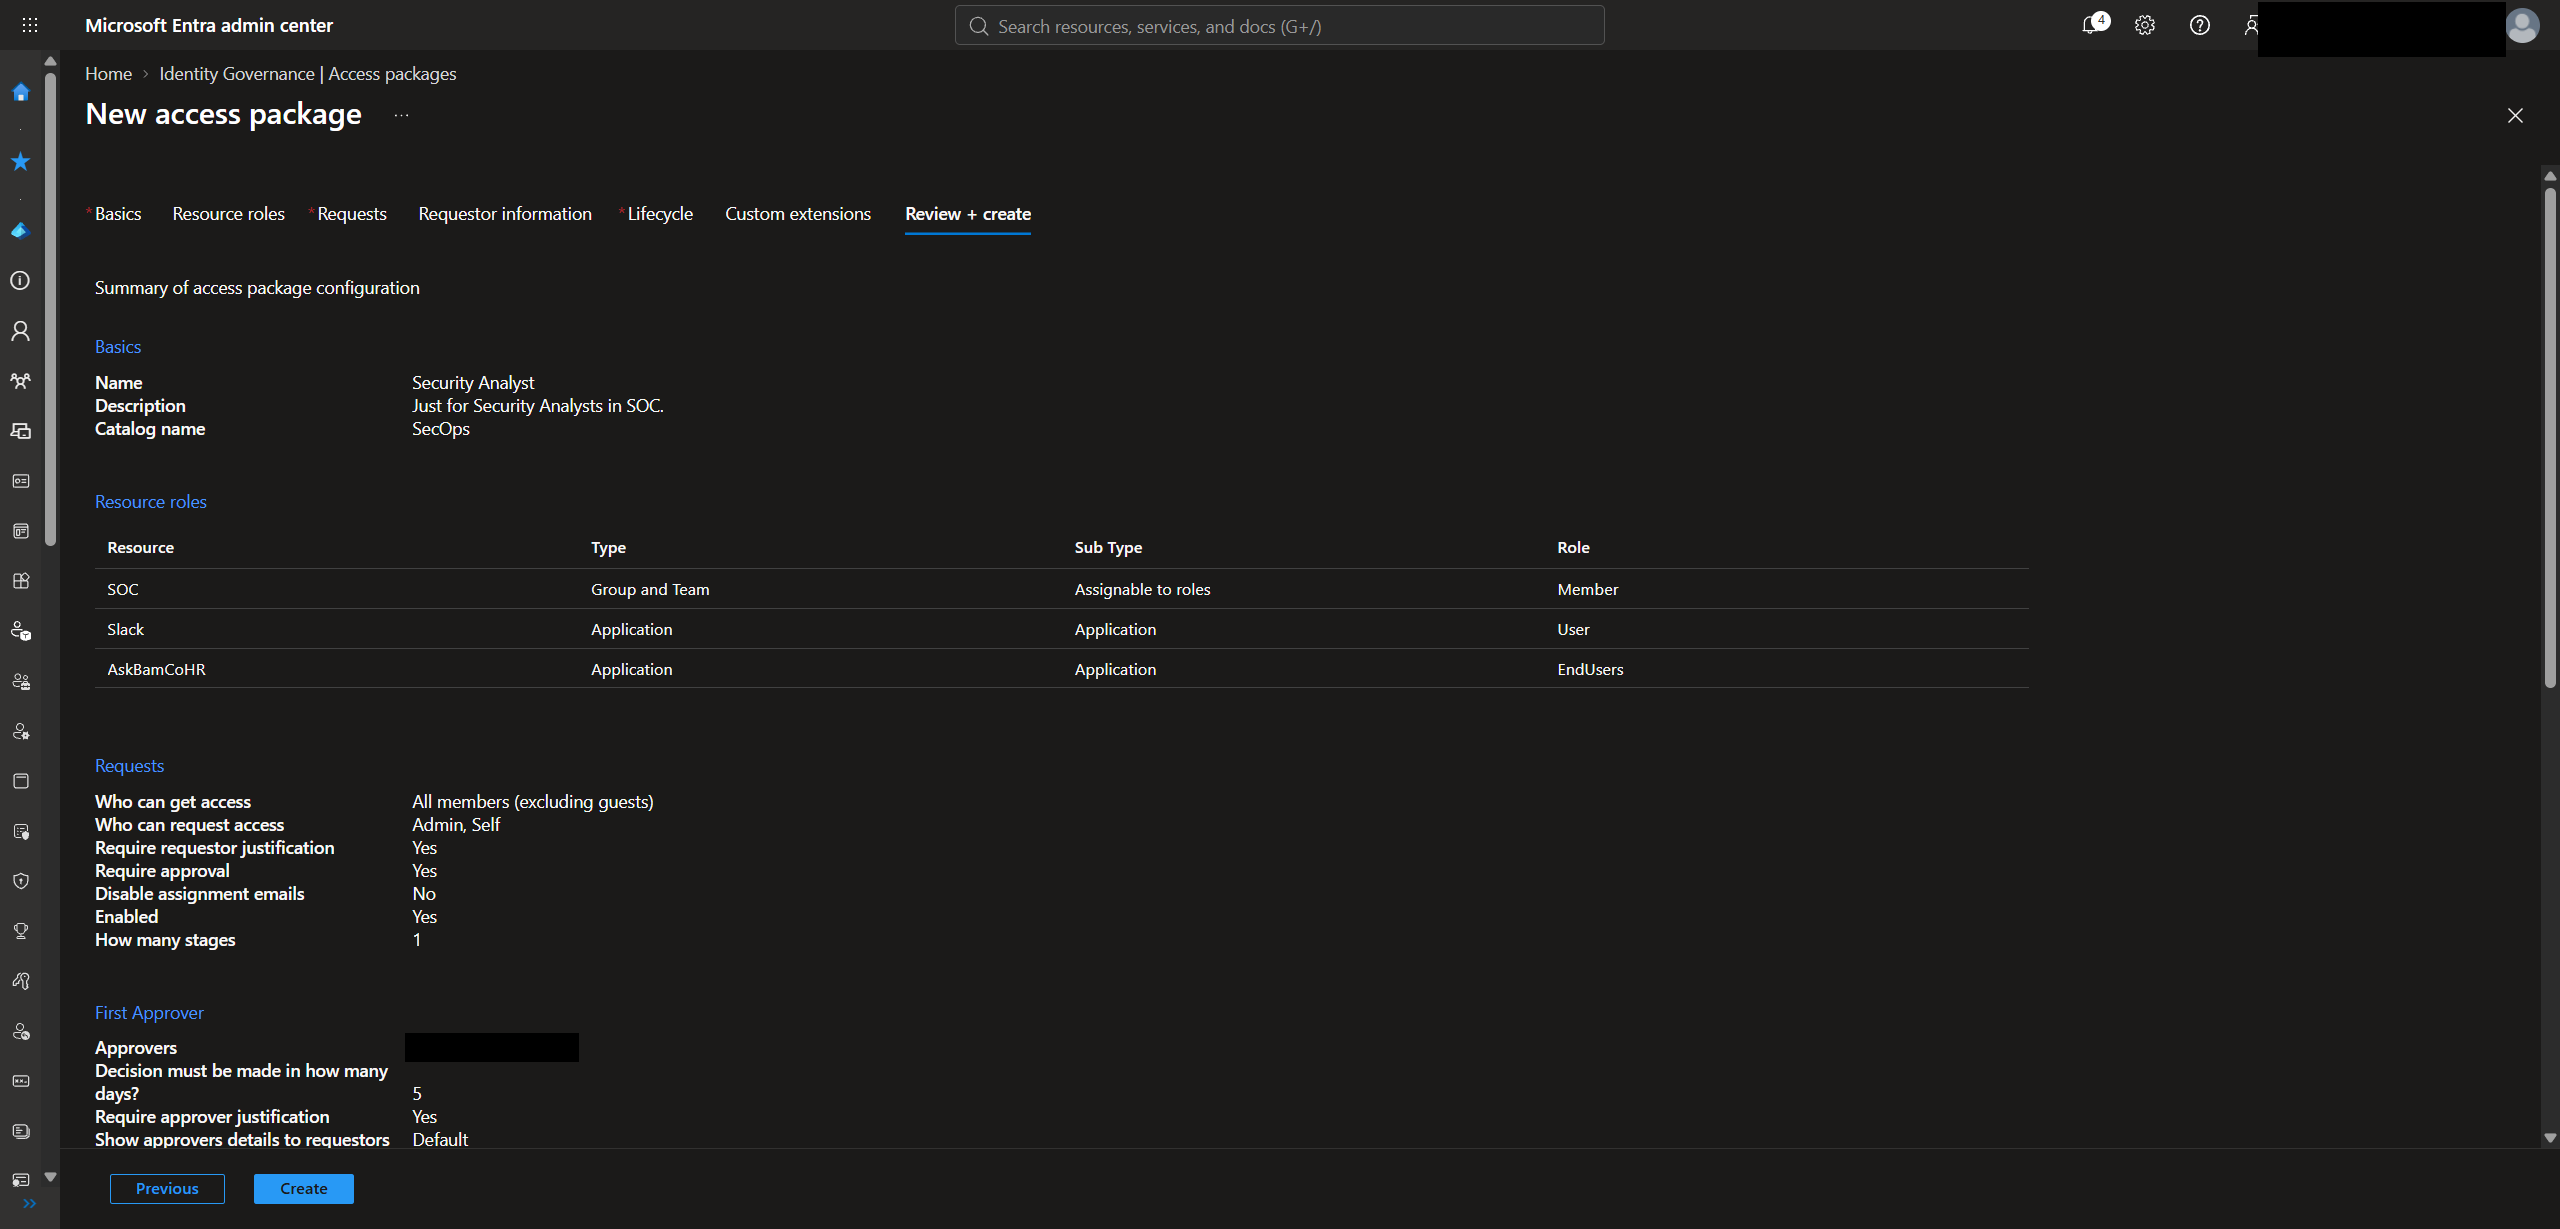 Microsoft Entra admin center
Search resources, services, and docs (G+/)
4
Home > Identity Governance | Access packages
New access package ...
* Basics Resource roles * Requests Requestor information * Lifecycle Custom extensions Review + create
Summary of access package configuration
Basics
Name Security Analyst
Description Just for Security Analysts in SOC.
Catalog name SecOps
Resource roles
Resource Type Sub Type Role
SOC Group and Team Assignable to roles Member
Slack Application Application User
AskBamCoHR Application Application EndUsers
Requests
Who can get access All members (excluding guests)
Who can request access Admin, Self
Require requestor justification Yes
Require approval Yes
Disable assignment emails No
Enabled Yes
How many stages 1
First Approver
Approvers
Decision must be made in how many
days? 5
Require approver justification Yes
Show approvers details to requestors Default
Previous Create